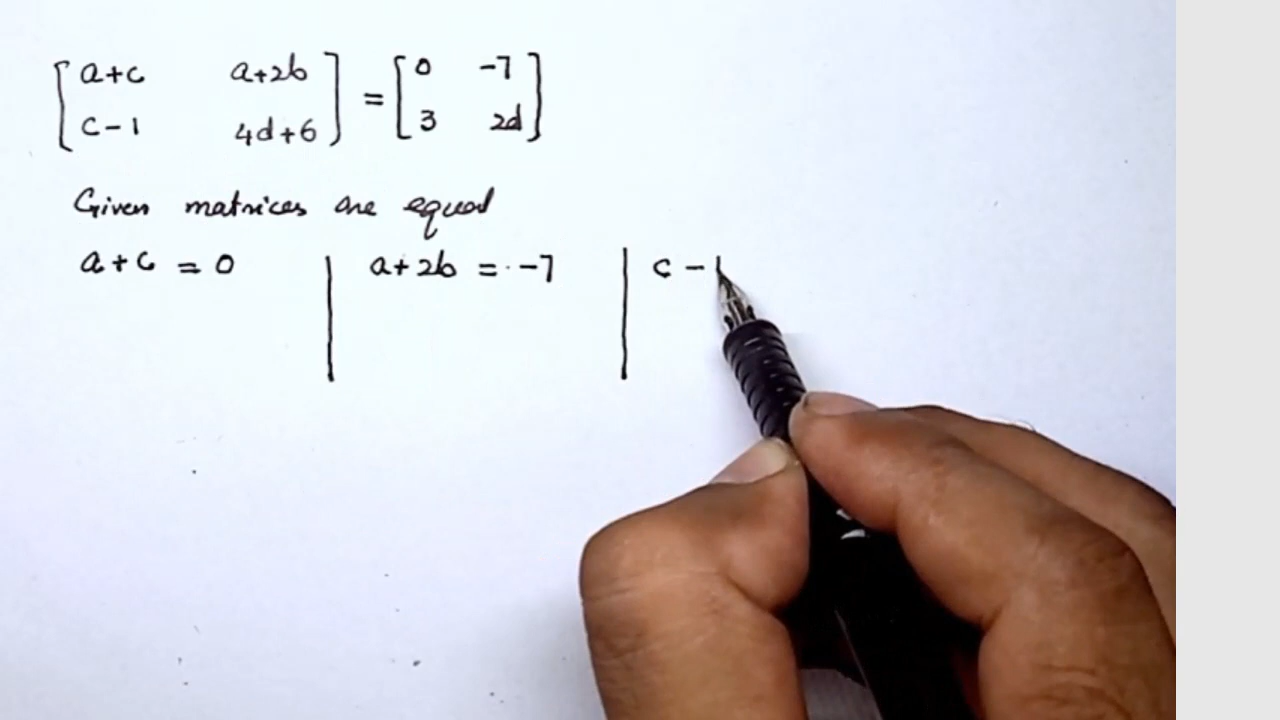 [a+c a+2b] = [0 -7]
[c-1 4d+6] [3 2d]
Given matrices are equal
a+c = 0 | a+2b = -7 | c-1